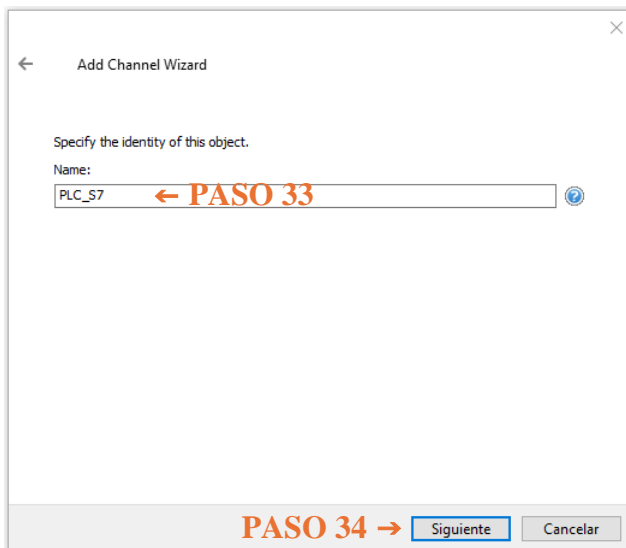 Add Channel Wizard
Specify the identity of this object.
Name:
PLC_S7 ← PASO 33
PASO 34 → Siguiente Cancelar